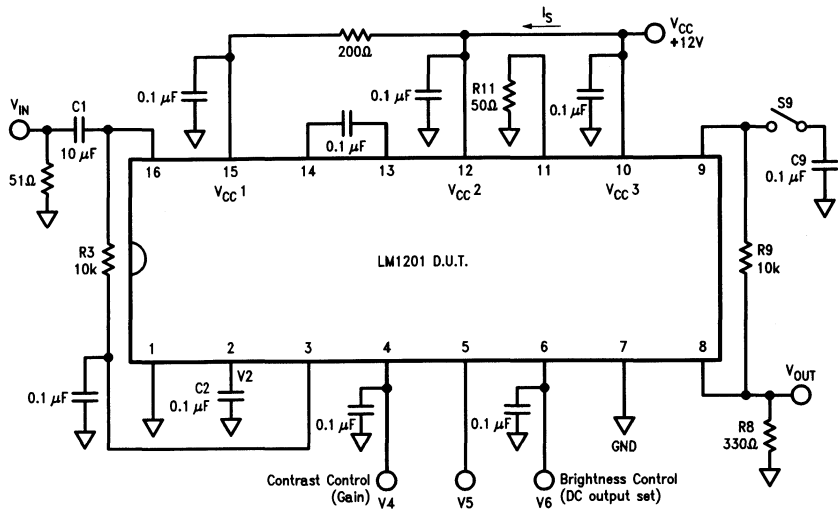 I_S
V_CC
+12V
200Ω
0.1 μF
0.1 μF
R11
50Ω
0.1 μF
S9
C9
0.1 μF
V_IN
C1
10 μF
51Ω
0.1 μF
16
15
14
13
12
11
10
9
V_CC 1
V_CC 2
V_CC 3
R3
10k
LM1201 D.U.T.
R9
10k
1
2
3
4
5
6
7
8
V2
C2
0.1 μF
0.1 μF
0.1 μF
0.1 μF
GND
V_OUT
R8
330Ω
Contrast Control
(Gain)
V4
V5
V6
Brightness Control
(DC output set)